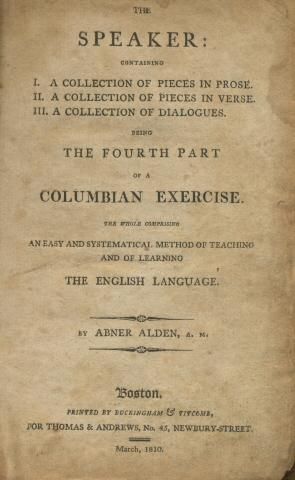 THE
SPEAKER:
CONTAINING
I. A COLLECTION OF PIECES IN PROSE.
II. A COLLECTION OF PIECES IN VERSE.
III. A COLLECTION OF DIALOGUES.
BEING
THE FOURTH PART
OF A
COLUMBIAN EXERCISE.
THE WHOLE COMPRISING
AN EASY AND SYSTEMATICAL METHOD OF TEACHING
AND OF LEARNING
THE ENGLISH LANGUAGE.
BY ABNER ALDEN, A. M.
Boston.
PRINTED BY BUCKINGHAM & TITCOMB,
FOR THOMAS & ANDREWS, No. 45, NEWBURY-STREET.
March, 1810.